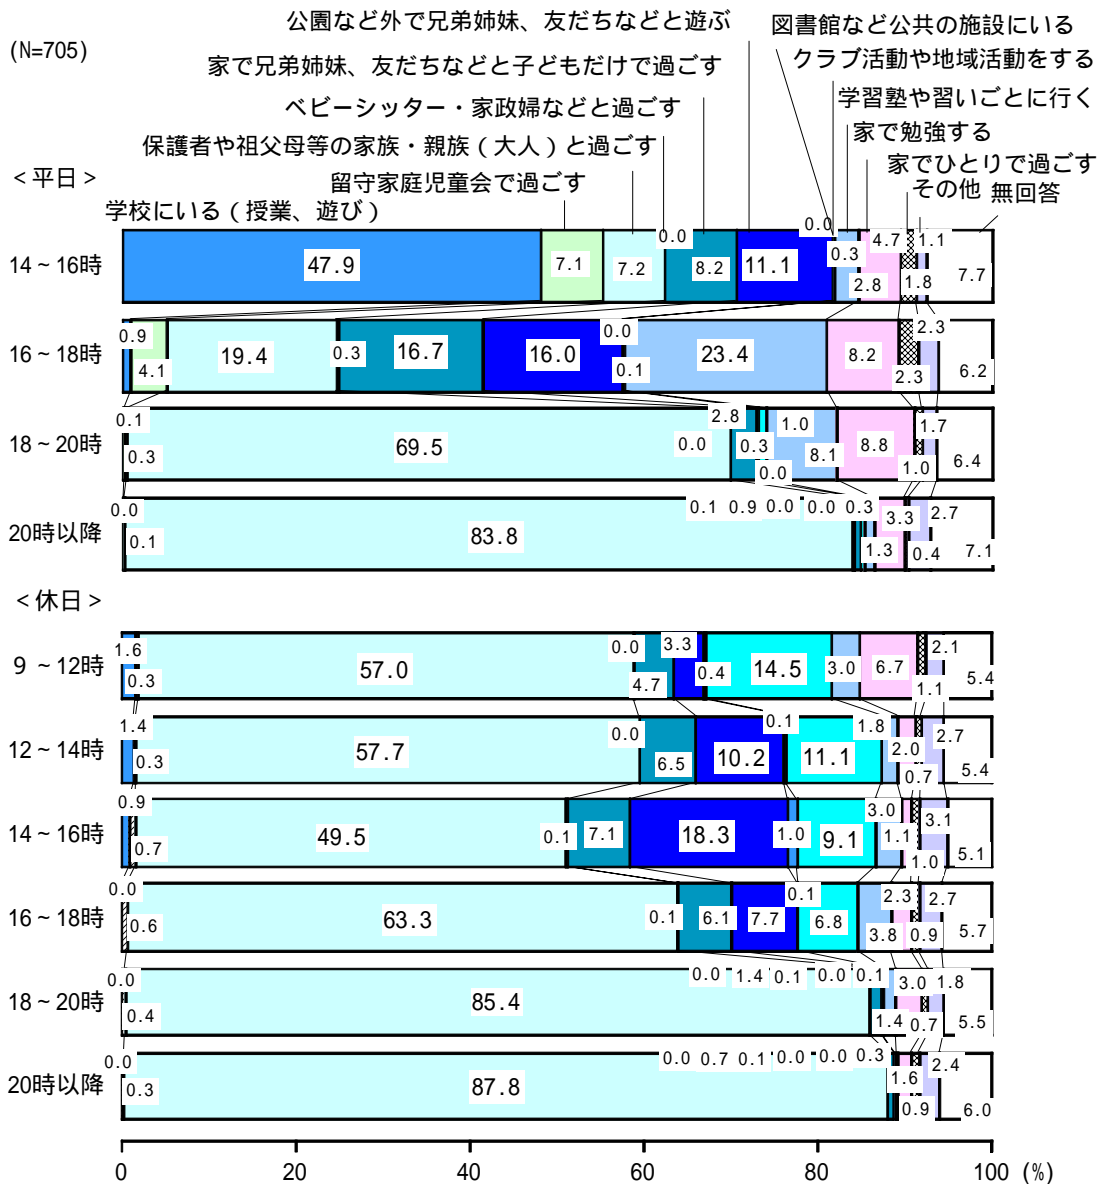 (N=705)
公園など外で兄弟姉妹、友だちなどと遊ぶ
図書館など公共の施設にいる
家で兄弟姉妹、友だちなどと子どもだけで過ごす
クラブ活動や地域活動をする
ベビーシッター・家政婦などと過ごす
学習塾や習いごとに行く
保護者や祖父母等の家族・親族(大人)と過ごす
家で勉強する
留守家庭児童会で過ごす
家でひとりで過ごす
学校にいる(授業、遊び)
その他 無回答
<平日>
14~16時 47.9 7.1 7.2 0.0 8.2 11.1 0.0 0.3 2.8 4.7 1.8 1.1 7.7
16~18時 0.9 4.1 19.4 0.3 16.7 16.0 0.0 0.1 23.4 8.2 2.3 2.3 6.2
18~20時 0.1 0.3 69.5 0.0 2.8 0.3 0.0 1.0 8.1 8.8 1.0 1.7 6.4
20時以降 0.0 0.1 83.8 0.1 0.9 0.0 0.0 0.3 1.3 3.3 0.4 2.7 7.1
<休日>
9~12時 1.6 0.3 57.0 0.0 4.7 3.3 0.4 14.5 3.0 6.7 1.1 2.1 5.4
12~14時 1.4 0.3 57.7 0.0 6.5 10.2 0.1 11.1 1.8 2.0 0.7 2.7 5.4
14~16時 0.9 0.7 49.5 0.1 7.1 18.3 1.0 9.1 3.0 1.1 1.0 3.1 5.1
16~18時 0.0 0.6 63.3 0.1 6.1 7.7 0.1 6.8 3.8 2.3 0.9 2.7 5.7
18~20時 0.0 0.4 85.4 0.0 1.4 0.1 0.0 0.1 1.4 3.0 0.7 1.8 5.5
20時以降 0.0 0.3 87.8 0.0 0.7 0.1 0.0 0.0 0.3 1.6 0.9 2.4 6.0
0 20 40 60 80 100 (%)